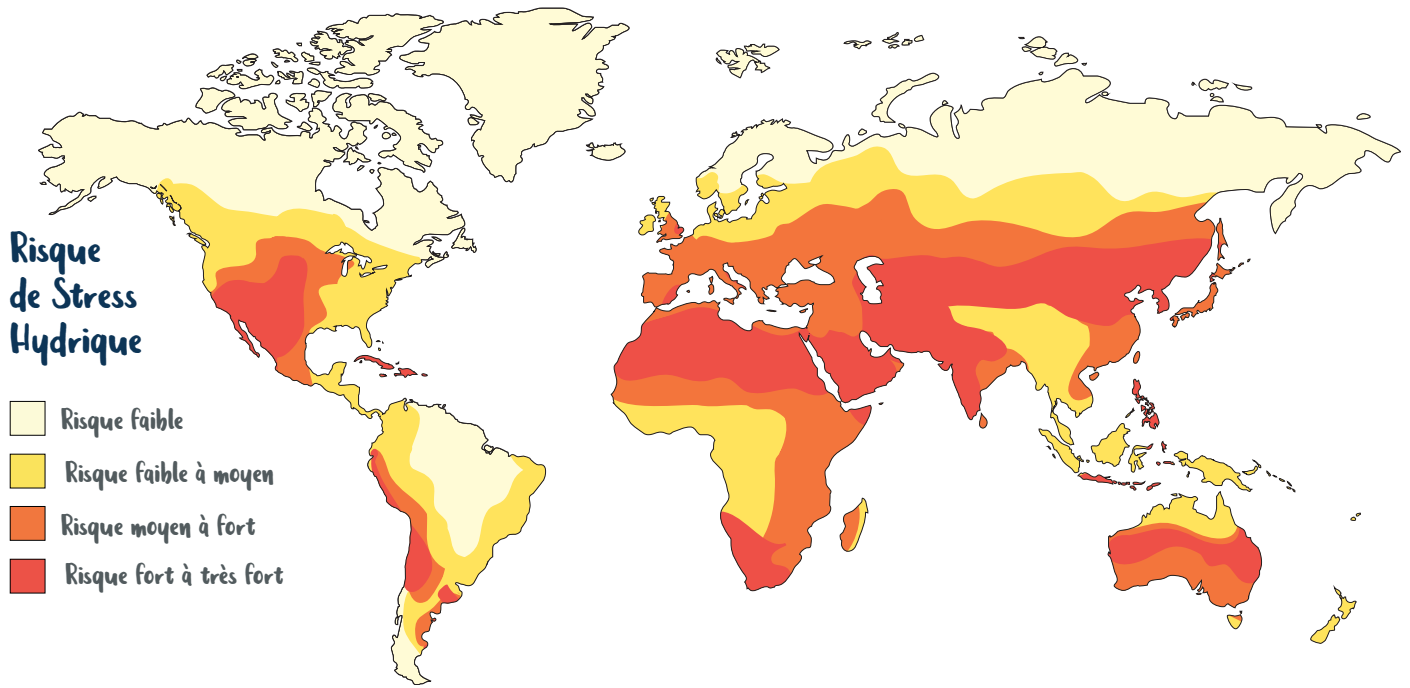 Risque
de Stress
Hydrique
Risque faible
Risque faible à moyen
Risque moyen à fort
Risque fort à très fort